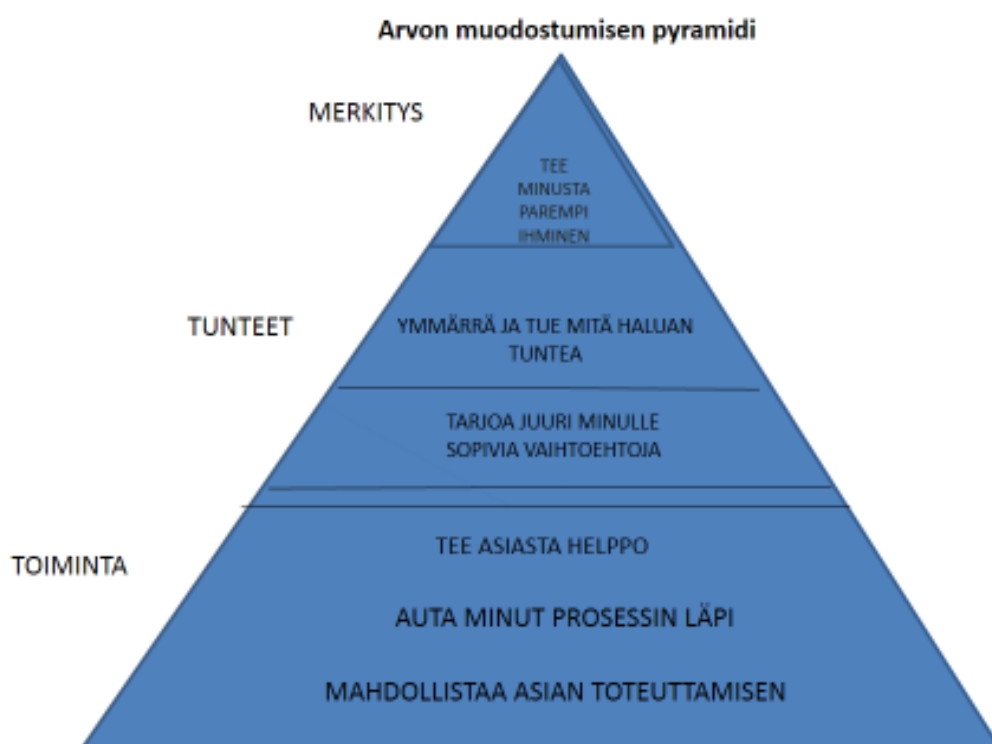 Arvon muodostumisen pyramidi
MERKITYS
TEE
MINUSTA
PAREMPI
IHMINEN
TUNTEET
YMMÄRRÄ JA TUE MITÄ HALUAN
TUNTEA
TARJOA JUURI MINULLE
SOPIVIA VAIHTOEHTOJA
TOIMINTA
TEE ASIASTA HELPPO
AUTA MINUT PROSESSIN LÄPI
MAHDOLLISTAA ASIAN TOTEUTTAMISEN